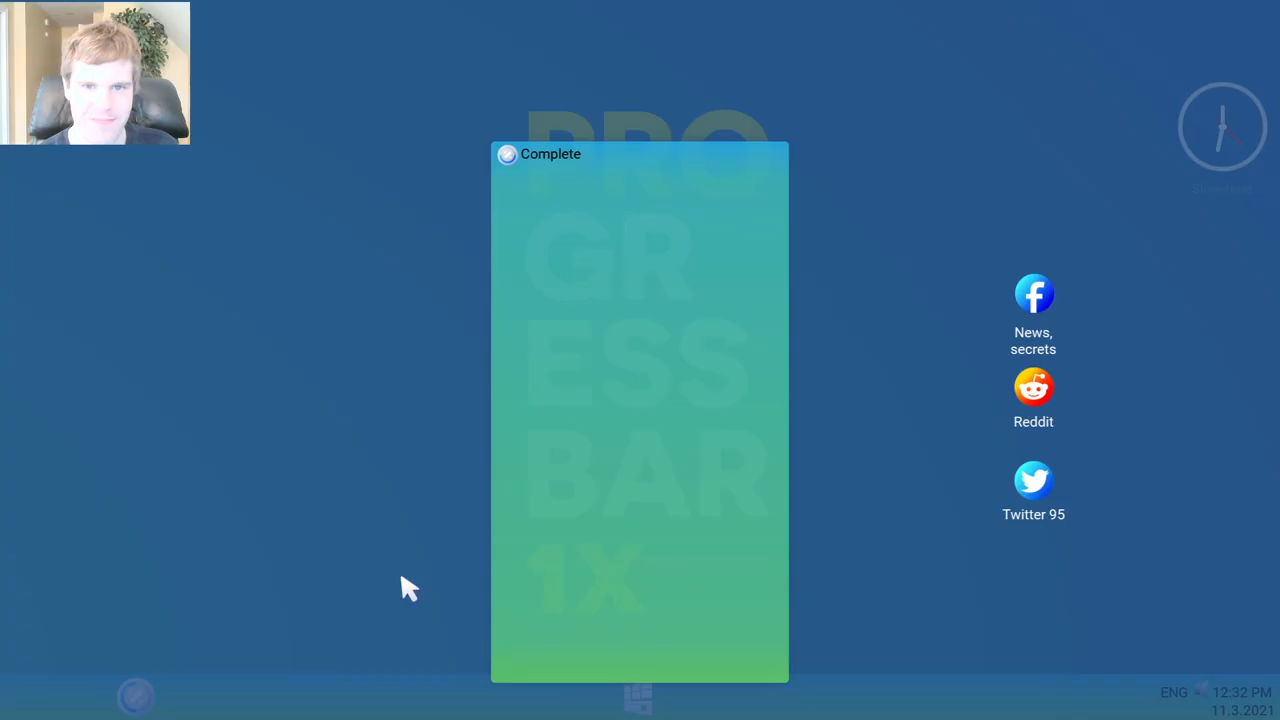 PRO
Complete
GR
ESS
BAR
1X
News,
secrets
Reddit
Twitter 95
ENG 12:32 PM
11.3.2021